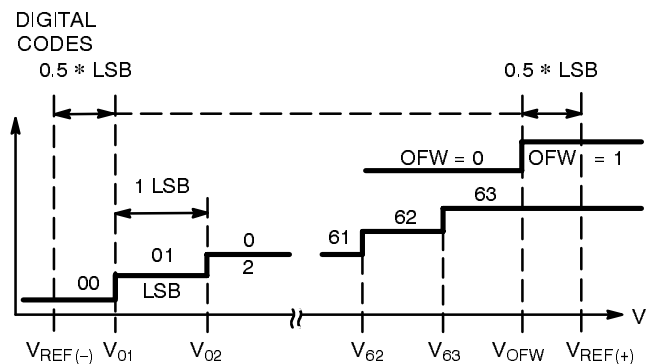 DIGITAL
CODES
0.5 * LSB
0.5 * LSB
OFW = 0
OFW = 1
1 LSB
63
62
61
0
2
01
LSB
00
V
VREF(–)
V01
V02
V62
V63
VOFW
VREF(+)